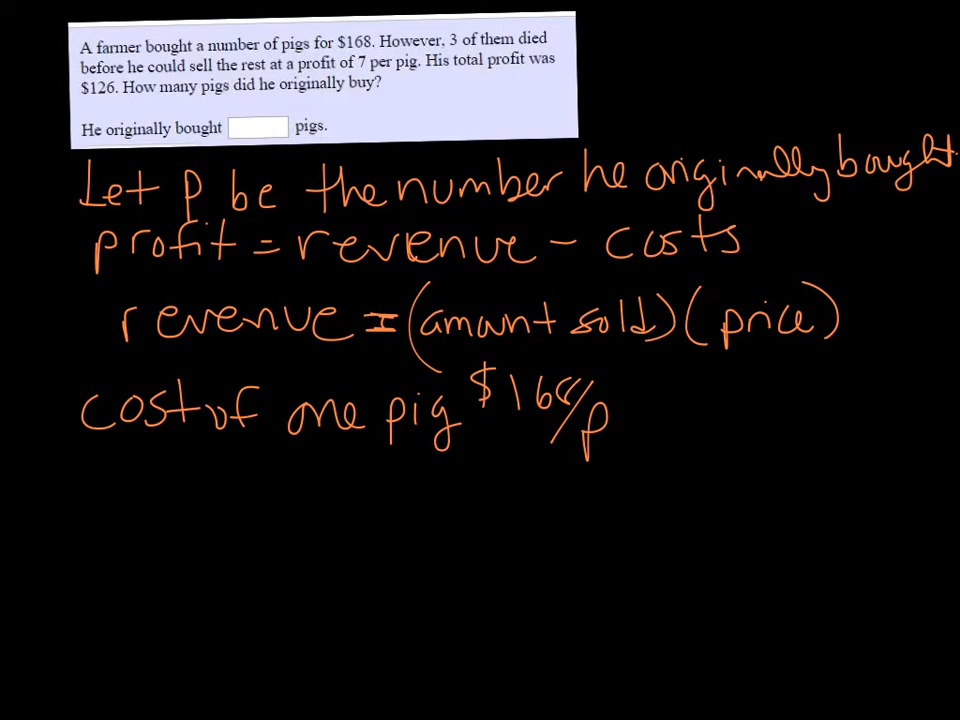 A farmer bought a number of pigs for $168. However, 3 of them died
before he could sell the rest at a profit of 7 per pig. His total profit was
$126. How many pigs did he originally buy?
He originally bought pigs.
Let p be the number he originally bought.
profit = revenue - costs
revenue = (amount sold)(price)
cost of one pig $168/p